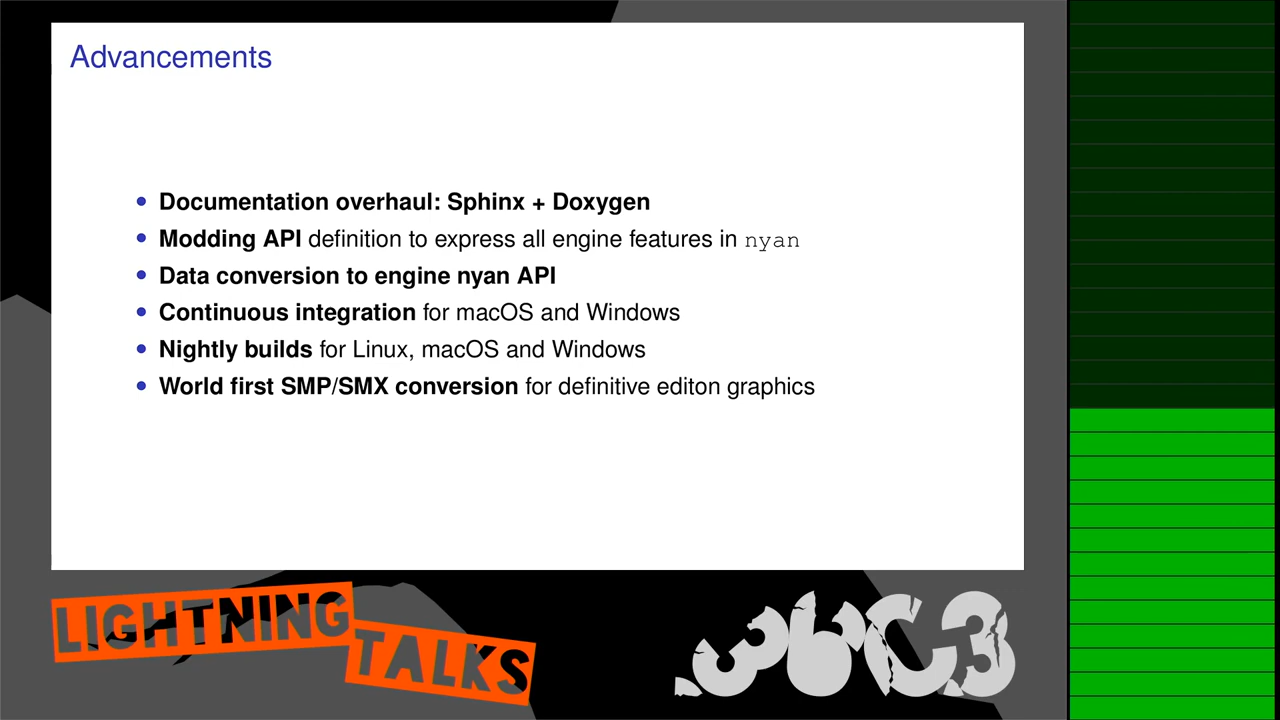 Advancements
• Documentation overhaul: Sphinx + Doxygen
• Modding API definition to express all engine features in nyan
• Data conversion to engine nyan API
• Continuous integration for macOS and Windows
• Nightly builds for Linux, macOS and Windows
• World first SMP/SMX conversion for definitive editon graphics
LIGHTNING
TALKS
36C3